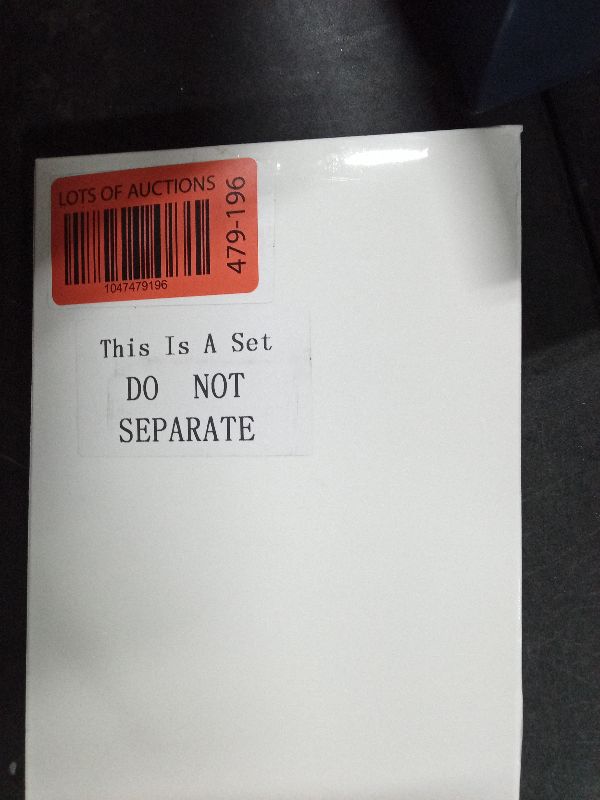 LOTS OF AUCTIONS
479-196
1047479196
This Is A Set
DO NOT
SEPARATE